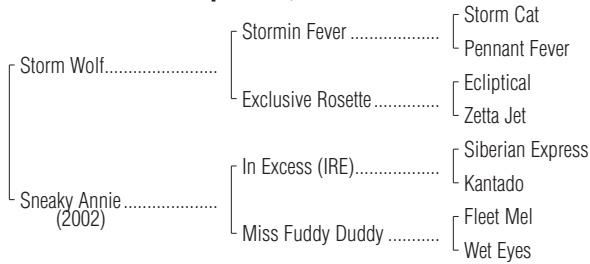 Storm Cat
Stormin Fever ..................
Pennant Fever
Storm Wolf.......................
Ecliptical
Exclusive Rosette..............
Zetta Jet
Siberian Express
In Excess (IRE)..................
Kantado
Sneaky Annie ...................
(2002)
Fleet Mel
Miss Fuddy Duddy ...........
Wet Eyes